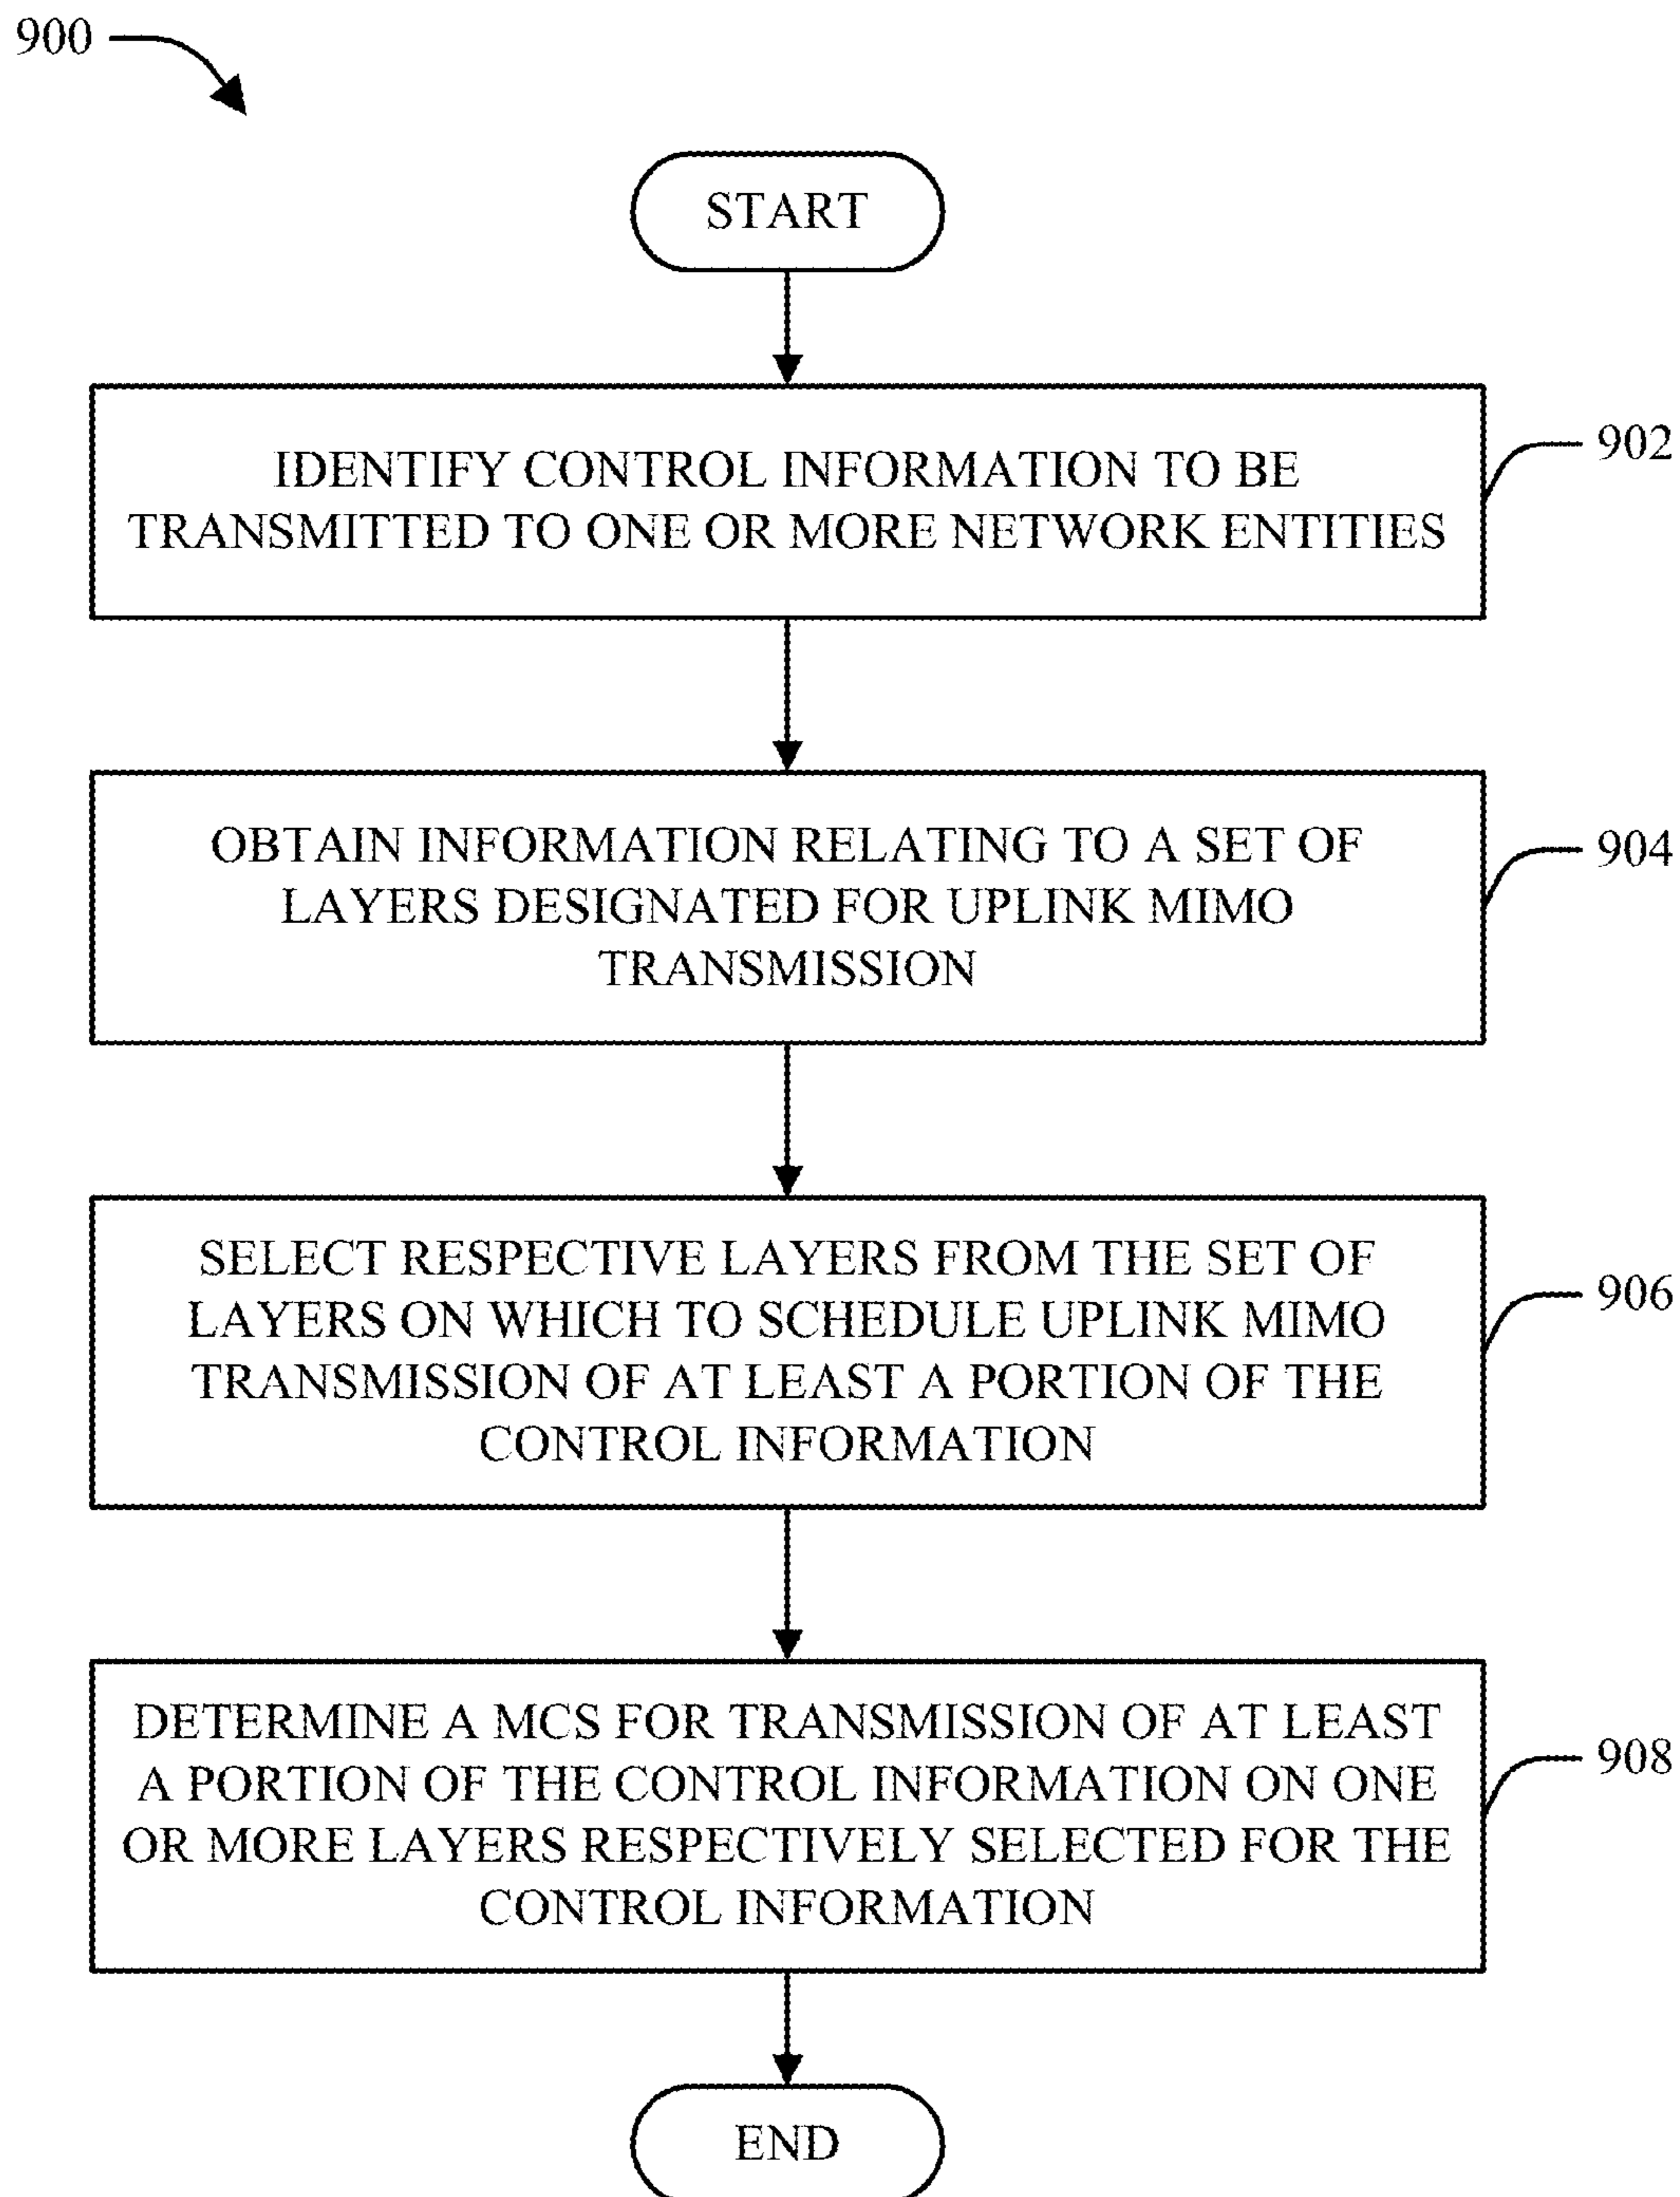 900
START
IDENTIFY CONTROL INFORMATION TO BE
TRANSMITTED TO ONE OR MORE NETWORK ENTITIES
902
OBTAIN INFORMATION RELATING TO A SET OF
LAYERS DESIGNATED FOR UPLINK MIMO
TRANSMISSION
904
SELECT RESPECTIVE LAYERS FROM THE SET OF
LAYERS ON WHICH TO SCHEDULE UPLINK MIMO
TRANSMISSION OF AT LEAST A PORTION OF THE
CONTROL INFORMATION
906
DETERMINE A MCS FOR TRANSMISSION OF AT LEAST
A PORTION OF THE CONTROL INFORMATION ON ONE
OR MORE LAYERS RESPECTIVELY SELECTED FOR THE
CONTROL INFORMATION
908
END